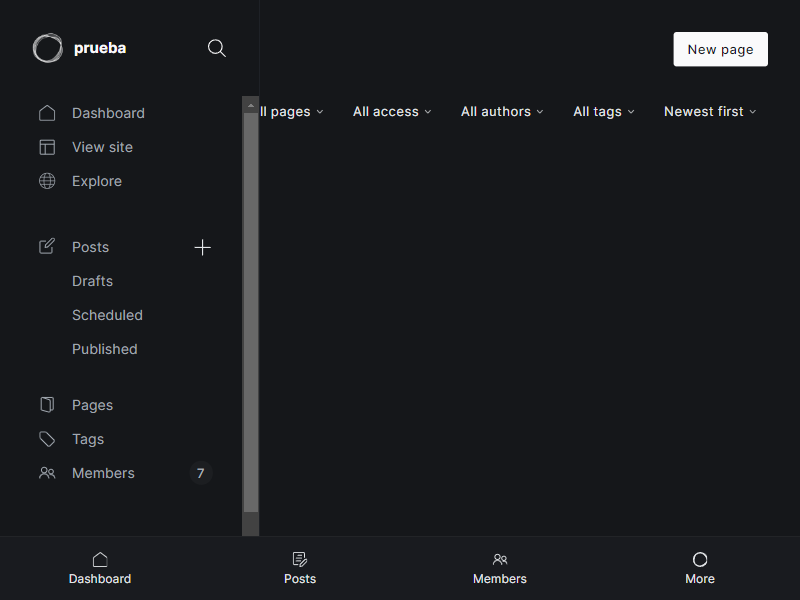 prueba
New page
ll pages
All access
All authors
All tags
Newest first
Dashboard
View site
Explore
Posts
Drafts
Scheduled
Published
Pages
Tags
Members
7
Dashboard
Posts
Members
More